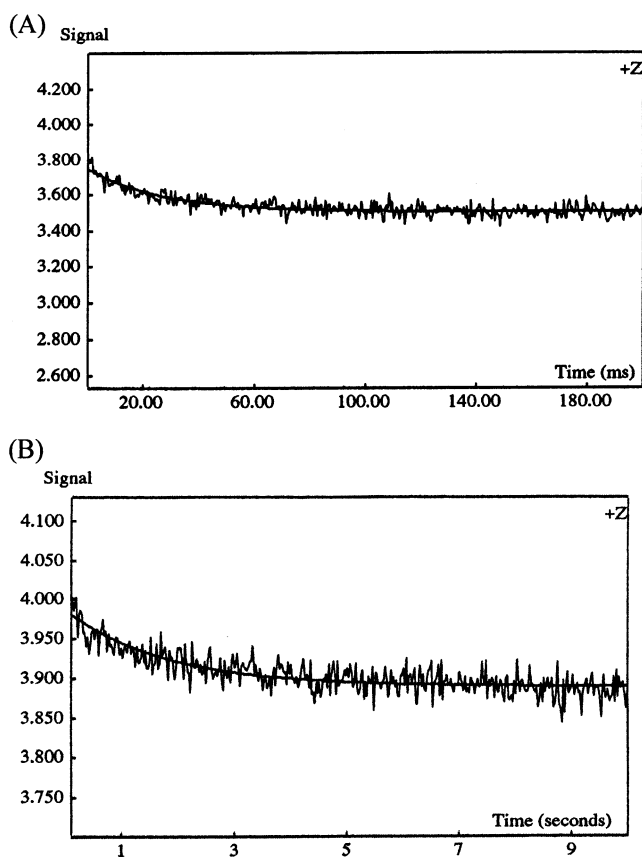 (A)
Signal
+Z
4.200
4.000
3.800
3.600
3.400
3.200
3.000
2.800
2.600
Time (ms)
20.00 60.00 100.00 140.00 180.00
(B)
Signal
+Z
4.100
4.050
4.000
3.950
3.900
3.850
3.800
3.750
Time (seconds)
1 3 5 7 9